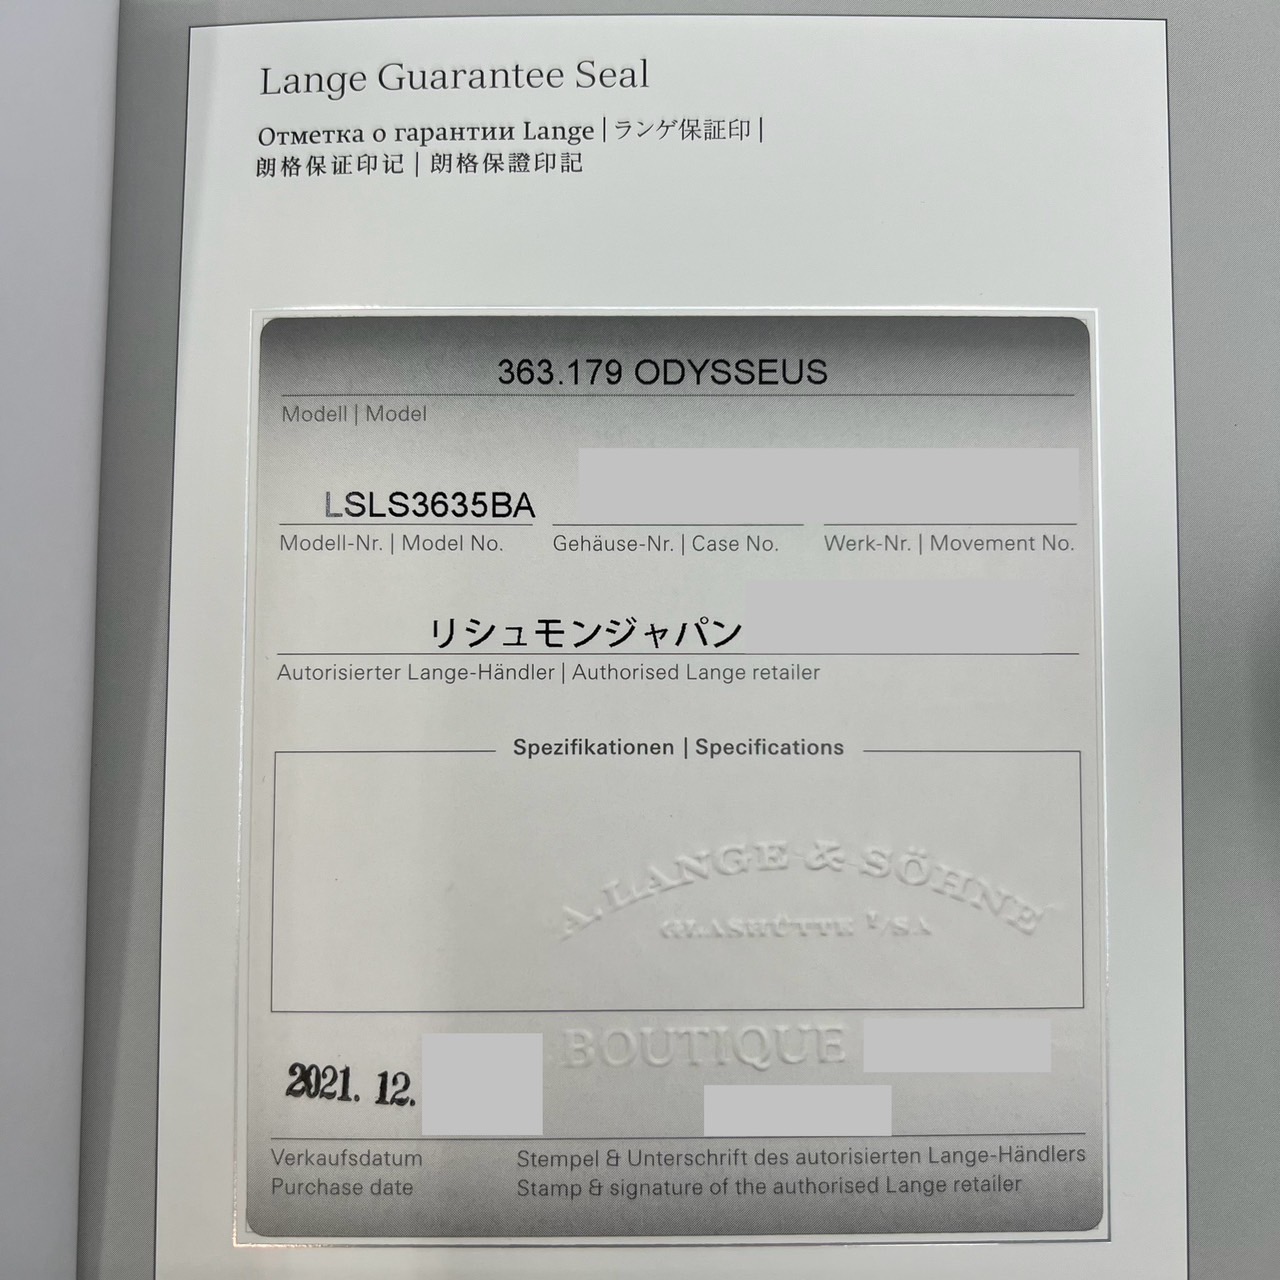 Lange Guarantee Seal
Отметка о гарантии Lange | ランゲ保証印 |
朗格保证印记 | 朗格保證印記
363.179 ODYSSEUS
Modell | Model
LSLS3635BA
Modell-Nr. | Model No. Gehäuse-Nr. | Case No. Werk-Nr. | Movement No.
リシュモンジャパン
Autorisierter Lange-Händler | Authorised Lange retailer
Spezifikationen | Specifications
A. LANGE & SÖHNE
GLASHÜTTE I/SA
BOUTIQUE
2021. 12.
Verkaufsdatum Stempel & Unterschrift des autorisierten Lange-Händlers
Purchase date Stamp & signature of the authorised Lange retailer